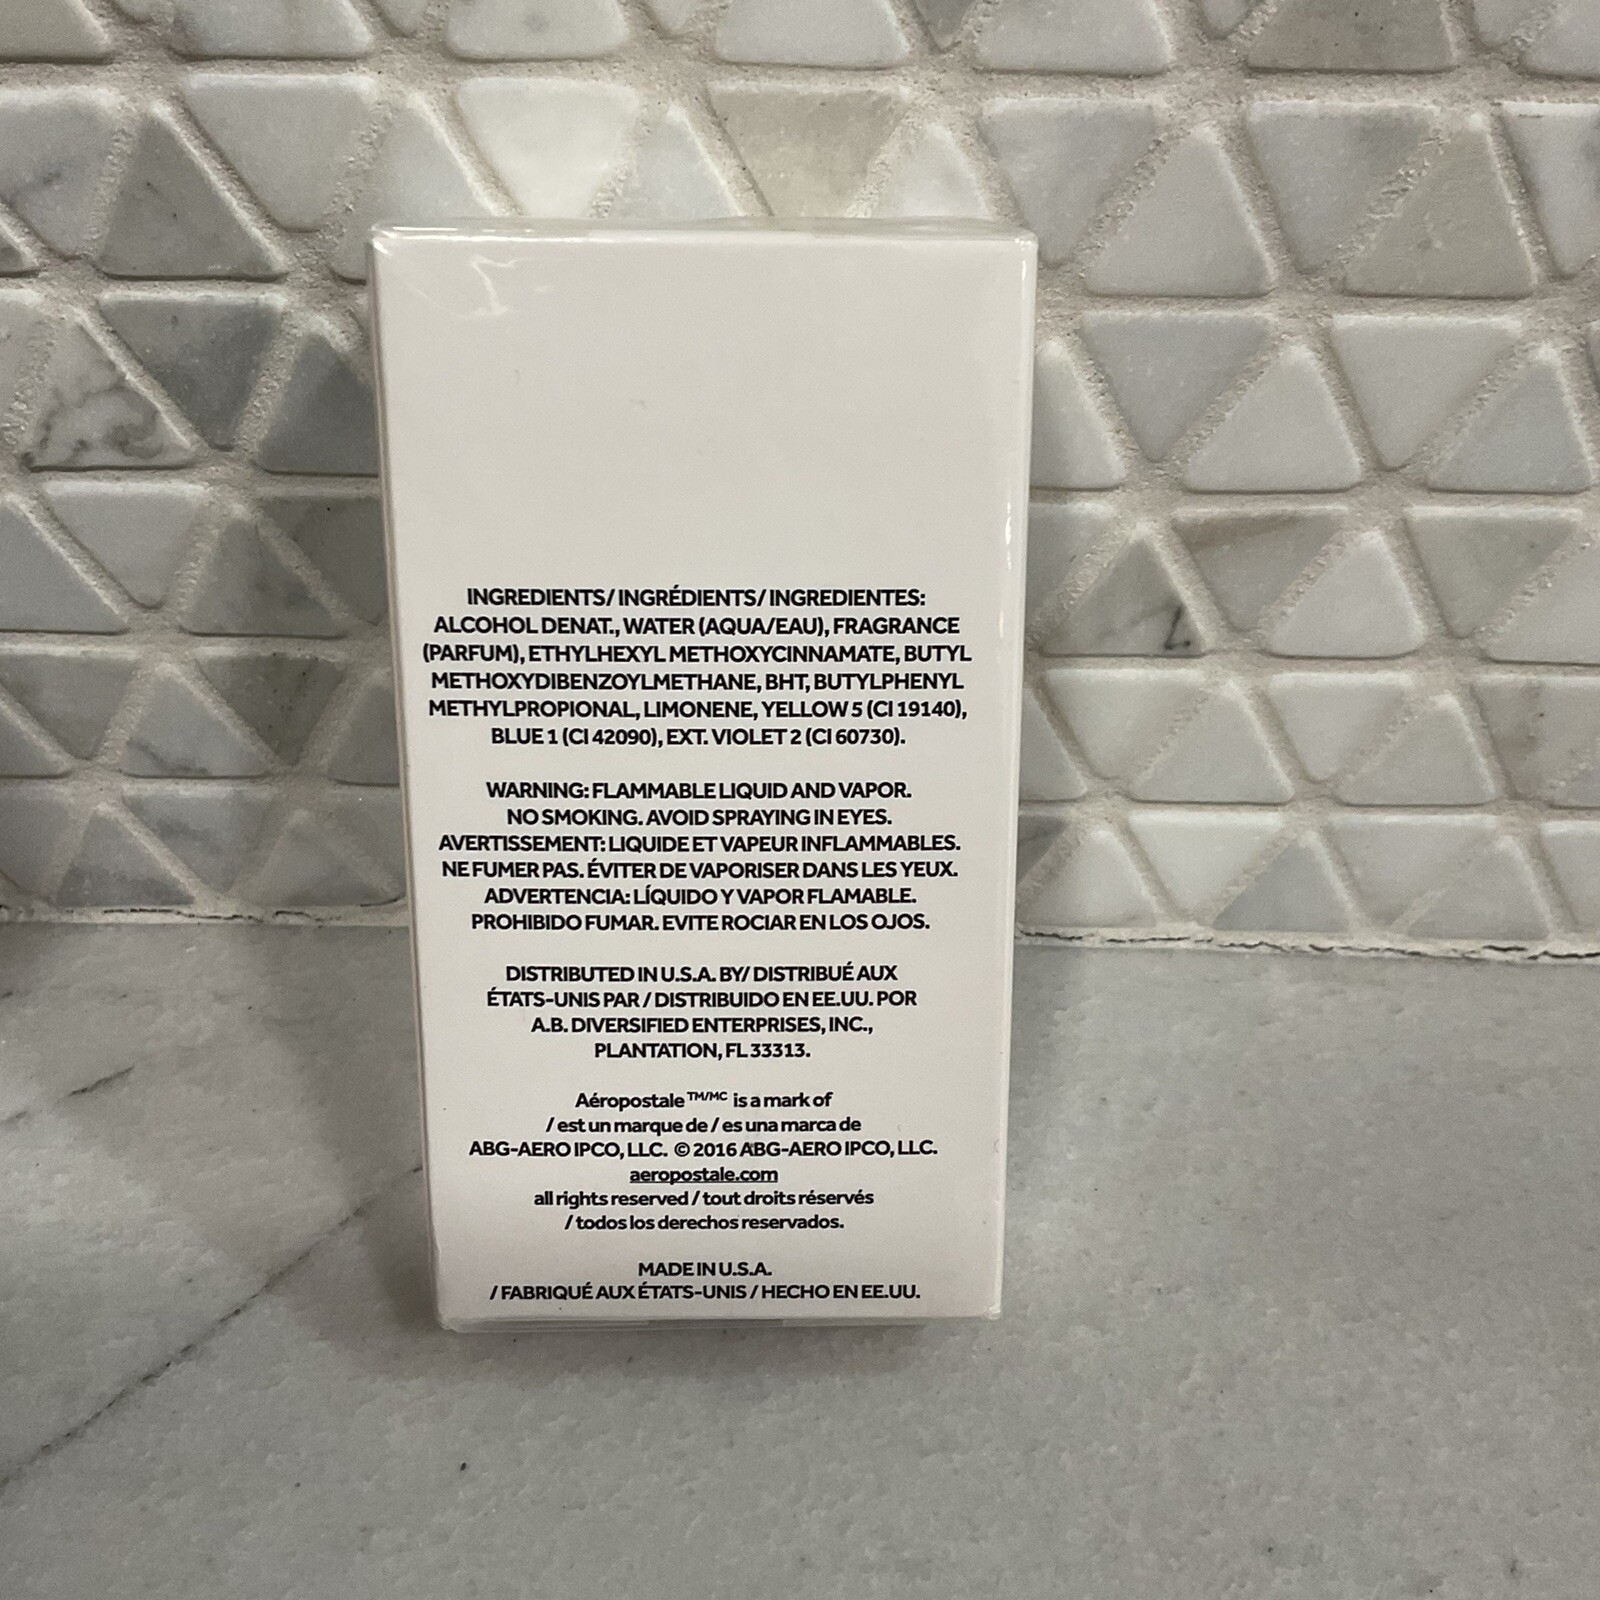 INGREDIENTS/ INGRÉDIENTS/ INGREDIENTES:
ALCOHOL DENAT., WATER (AQUA/EAU), FRAGRANCE
(PARFUM), ETHYLHEXYL METHOXYCINNAMATE, BUTYL
METHOXYDIBENZOYLMETHANE, BHT, BUTYLPHENYL
METHYLPROPIONAL, LIMONENE, YELLOW 5 (CI 19140),
BLUE 1 (CI 42090), EXT. VIOLET 2 (CI 60730).
WARNING: FLAMMABLE LIQUID AND VAPOR.
NO SMOKING. AVOID SPRAYING IN EYES.
AVERTISSEMENT: LIQUIDE ET VAPEUR INFLAMMABLES.
NE FUMER PAS. ÉVITER DE VAPORISER DANS LES YEUX.
ADVERTENCIA: LÍQUIDO Y VAPOR FLAMABLE.
PROHIBIDO FUMAR. EVITE ROCIAR EN LOS OJOS.
DISTRIBUTED IN U.S.A. BY/ DISTRIBUÉ AUX
ÉTATS-UNIS PAR / DISTRIBUIDO EN EE.UU. POR
A.B. DIVERSIFIED ENTERPRISES, INC.,
PLANTATION, FL 33313.
Aéropostale TM/MC is a mark of
/ est un marque de / es una marca de
ABG-AERO IPCO, LLC. © 2016 ABG-AERO IPCO, LLC.
aeropostale.com
all rights reserved / tout droits réservés
/ todos los derechos reservados.
MADE IN U.S.A.
/ FABRIQUÉ AUX ÉTATS-UNIS / HECHO EN EE.UU.